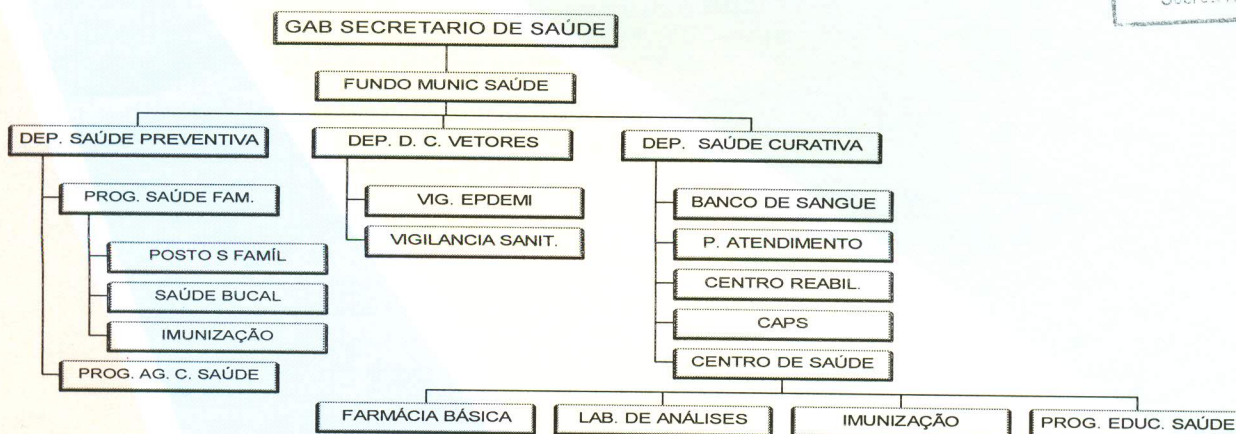 GAB SECRETARIO DE SAÚDE
FUNDO MUNIC SAÚDE
DEP. SAÚDE PREVENTIVA
DEP. D. C. VETORES
DEP. SAÚDE CURATIVA
PROG. SAÚDE FAM.
VIG. EPDEMI
BANCO DE SANGUE
VIGILANCIA SANIT.
P. ATENDIMENTO
POSTO S FAMÍL
CENTRO REABIL.
SAÚDE BUCAL
CAPS
IMUNIZAÇÃO
CENTRO DE SAÚDE
PROG. AG. C. SAÚDE
FARMÁCIA BÁSICA
LAB. DE ANÁLISES
IMUNIZAÇÃO
PROG. EDUC. SAÚDE